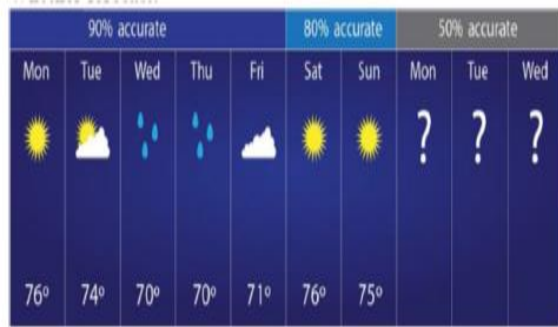 90% accurate 80% accurate 50% accurate
Mon Tue Wed Thu Fri Sat Sun Mon Tue Wed
? ? ?
76º 74º 70º 70º 71º 76º 75º